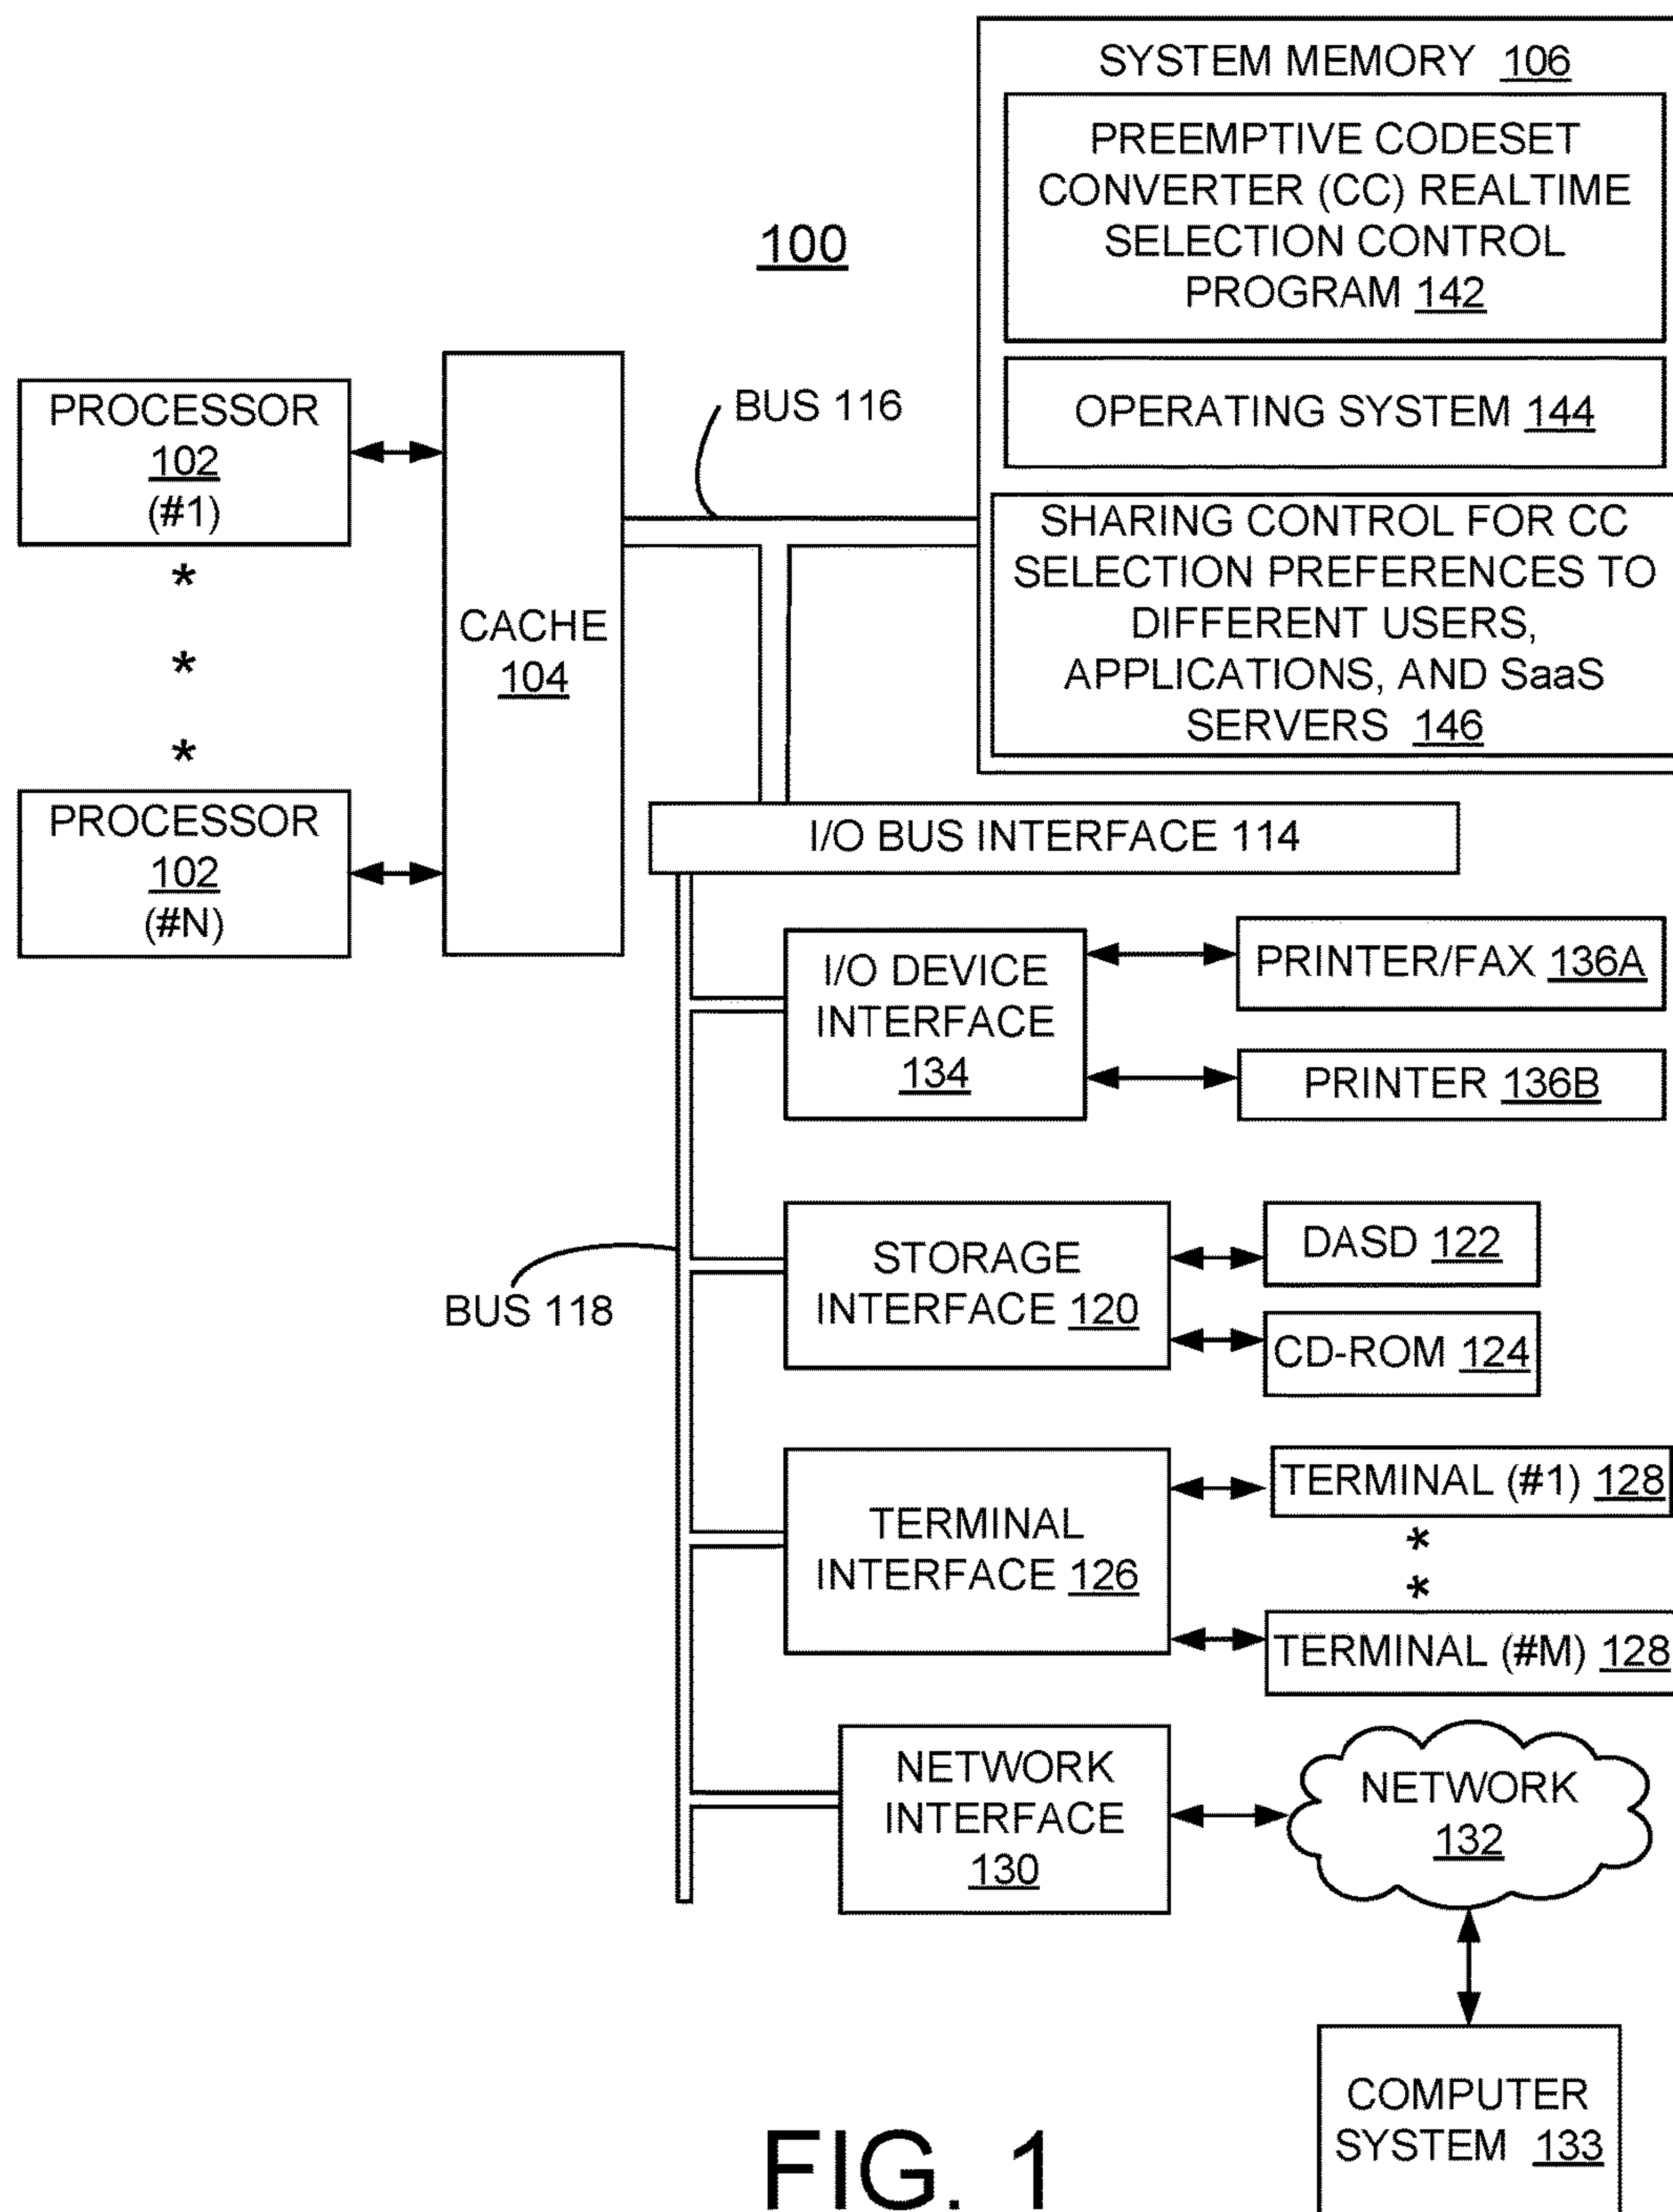 SYSTEM MEMORY 106
PREEMPTIVE CODESET
CONVERTER (CC) REALTIME
SELECTION CONTROL
PROGRAM 142
OPERATING SYSTEM 144
SHARING CONTROL FOR CC
SELECTION PREFERENCES TO
DIFFERENT USERS,
APPLICATIONS, AND SaaS
SERVERS 146
100
BUS 116
PROCESSOR
102
(#1)
*
*
*
PROCESSOR
102
(#N)
CACHE
104
I/O BUS INTERFACE 114
I/O DEVICE
INTERFACE
134
PRINTER/FAX 136A
PRINTER 136B
BUS 118
STORAGE
INTERFACE 120
DASD 122
CD-ROM 124
TERMINAL
INTERFACE 126
TERMINAL (#1) 128
*
*
TERMINAL (#M) 128
NETWORK
INTERFACE
130
NETWORK
132
COMPUTER
SYSTEM 133
FIG. 1